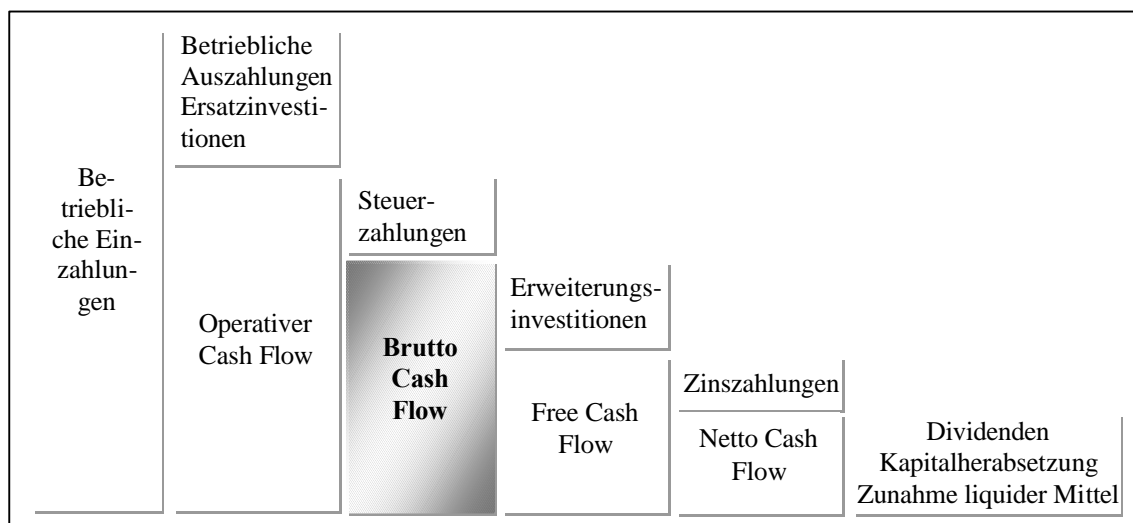 Be-
triebli-
che Ein-
zahlun-
gen
Betriebliche
Auszahlungen
Ersatzinvesti-
tionen
Operativer
Cash Flow
Steuer-
zahlungen
Brutto
Cash
Flow
Erweiterungs-
investitionen
Free Cash
Flow
Zinszahlungen
Netto Cash
Flow
Dividenden
Kapitalherabsetzung
Zunahme liquider Mittel